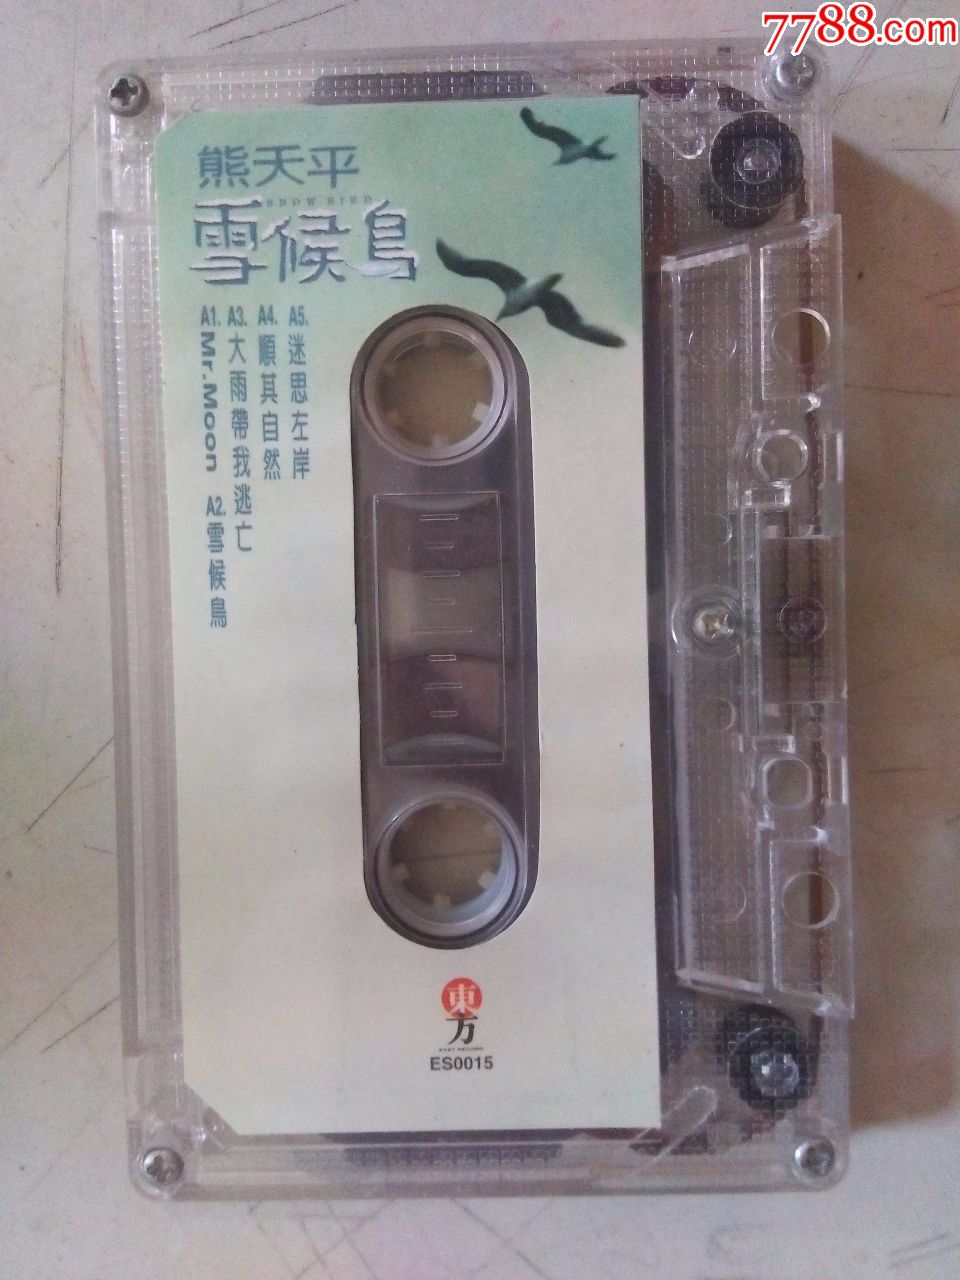 7788.com
熊天平
SNOW BIRD
雪候鳥
A1. Mr.Moon A2. 雪候鳥
A3. 大雨帶我逃亡
A4. 順其自然
A5. 迷思左岸
東方
EAST RECORD
ES0015